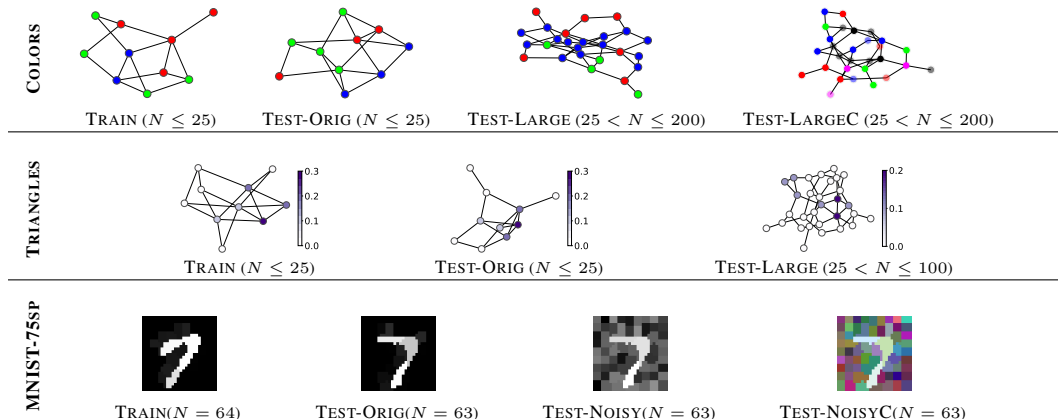 COLORS
TRAIN (N ≤ 25)
TEST-ORIG (N ≤ 25)
TEST-LARGE (25 < N ≤ 200)
TEST-LARGEC (25 < N ≤ 200)
TRIANGLES
0.3
0.2
0.1
0.0
TRAIN (N ≤ 25)
0.3
0.2
0.1
0.0
TEST-ORIG (N ≤ 25)
0.2
0.1
0.0
TEST-LARGE (25 < N ≤ 100)
MNIST-75SP
TRAIN(N = 64)
TEST-ORIG(N = 63)
TEST-NOISY(N = 63)
TEST-NOISYC(N = 63)